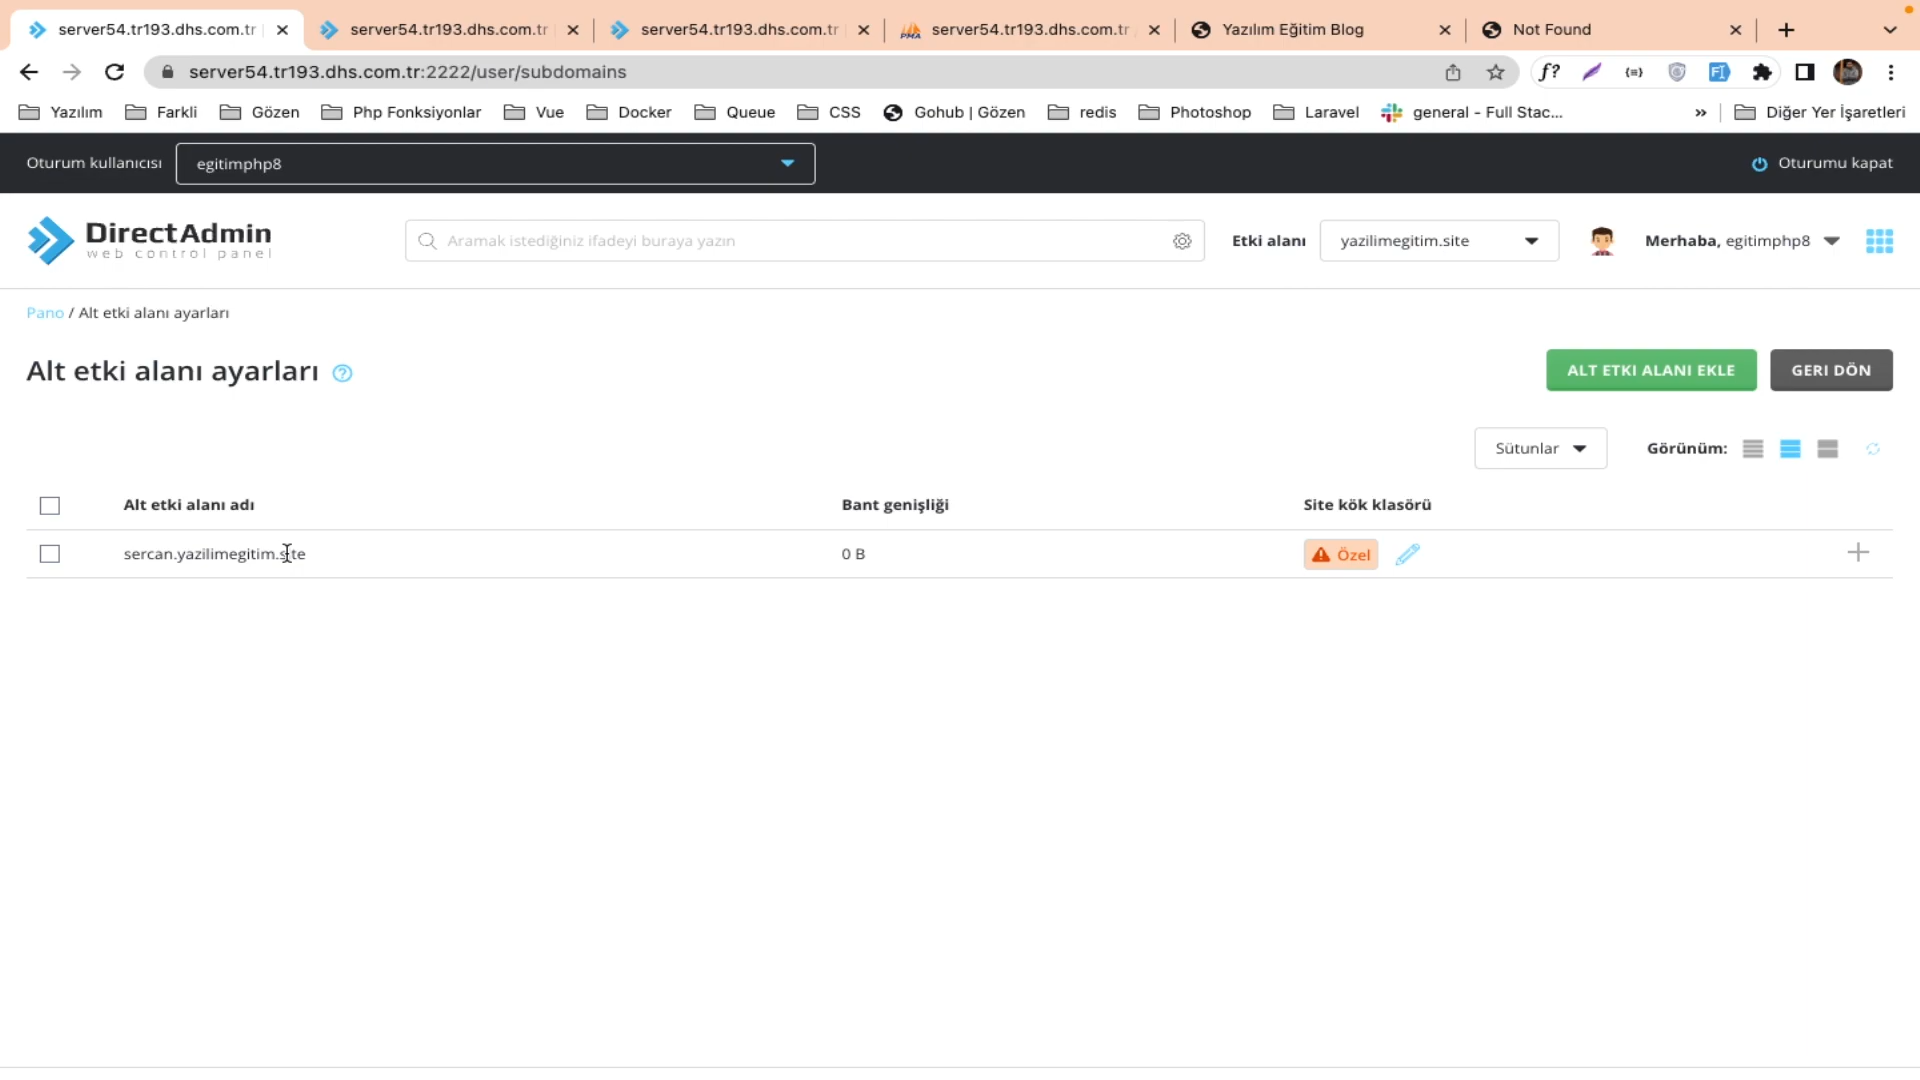 server54.tr193.dhs.com.tr server54.tr193.dhs.com.tr server54.tr193.dhs.com.tr server54.tr193.dhs.com.tr Yazılım Eğitim Blog Not Found
server54.tr193.dhs.com.tr:2222/user/subdomains
Yazılım Farkli Gözen Php Fonksiyonlar Vue Docker Queue CSS Gohub | Gözen redis Photoshop Laravel general - Full Stac... » Diğer Yer İşaretleri
Oturum kullanıcısı egitimphp8 Oturumu kapat
DirectAdmin
web control panel
Aramak istediğiniz ifadeyi buraya yazın Etki alanı yazilimegitim.site Merhaba, egitimphp8
Pano / Alt etki alanı ayarları
Alt etki alanı ayarları ? ALT ETKI ALANI EKLE GERI DÖN
Sütunlar Görünüm:
Alt etki alanı adı Bant genişliği Site kök klasörü
sercan.yazilimegitim.site 0 B Özel